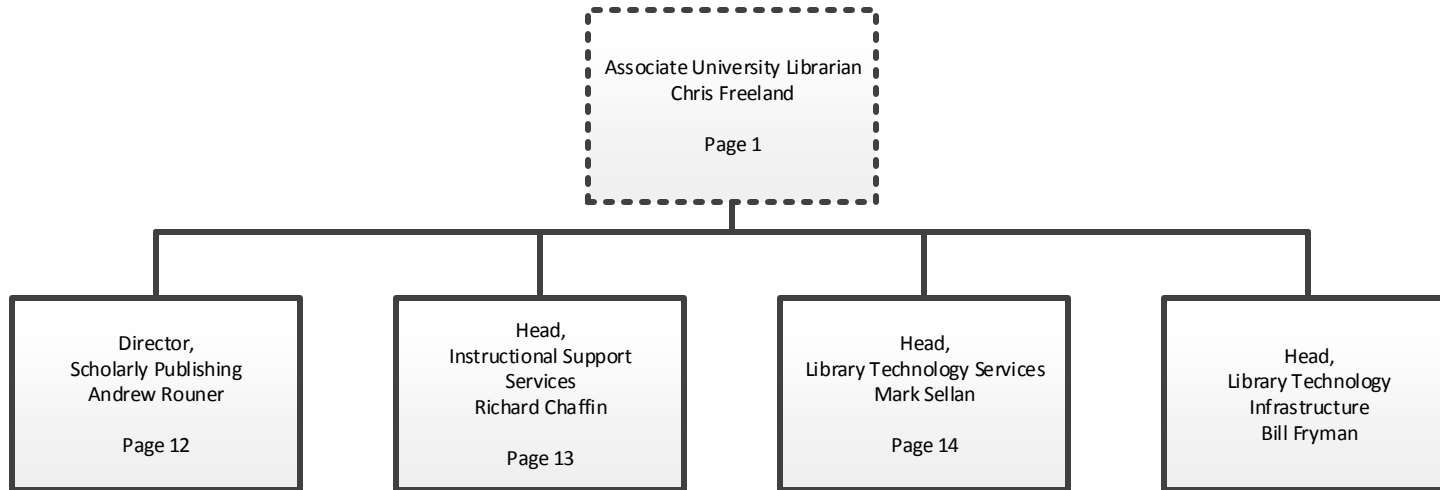 Associate University Librarian
Chris Freeland
Page 1
Director,
Scholarly Publishing
Andrew Rouner
Page 12
Head,
Instructional Support
Services
Richard Chaffin
Page 13
Head,
Library Technology Services
Mark Sellan
Page 14
Head,
Library Technology
Infrastructure
Bill Fryman